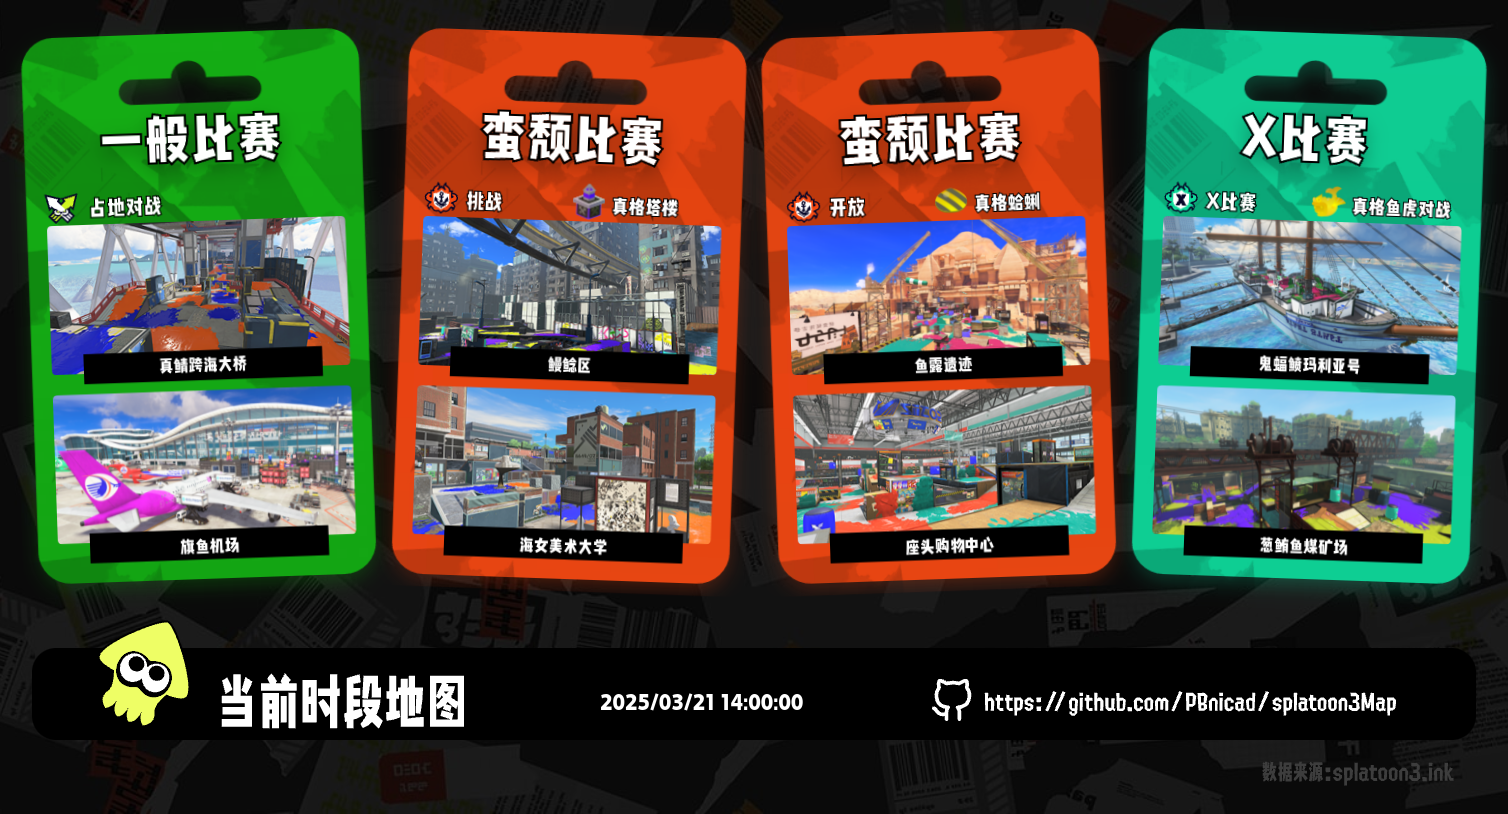 一般比赛
占地对战
真鲭跨海大桥
旗鱼机场
蛮颓比赛
挑战
真格塔楼
鳗鲶区
海女美术大学
蛮颓比赛
开放
真格蛤蜊
鱼露遗迹
座头购物中心
X比赛
X比赛
真格鱼虎对战
鬼蝠鲼玛利亚号
葱鲔鱼煤矿场
当前时段地图
2025/03/21 14:00:00
https://github.com/PBnicad/splatoon3Map
数据来源:splatoon3.ink